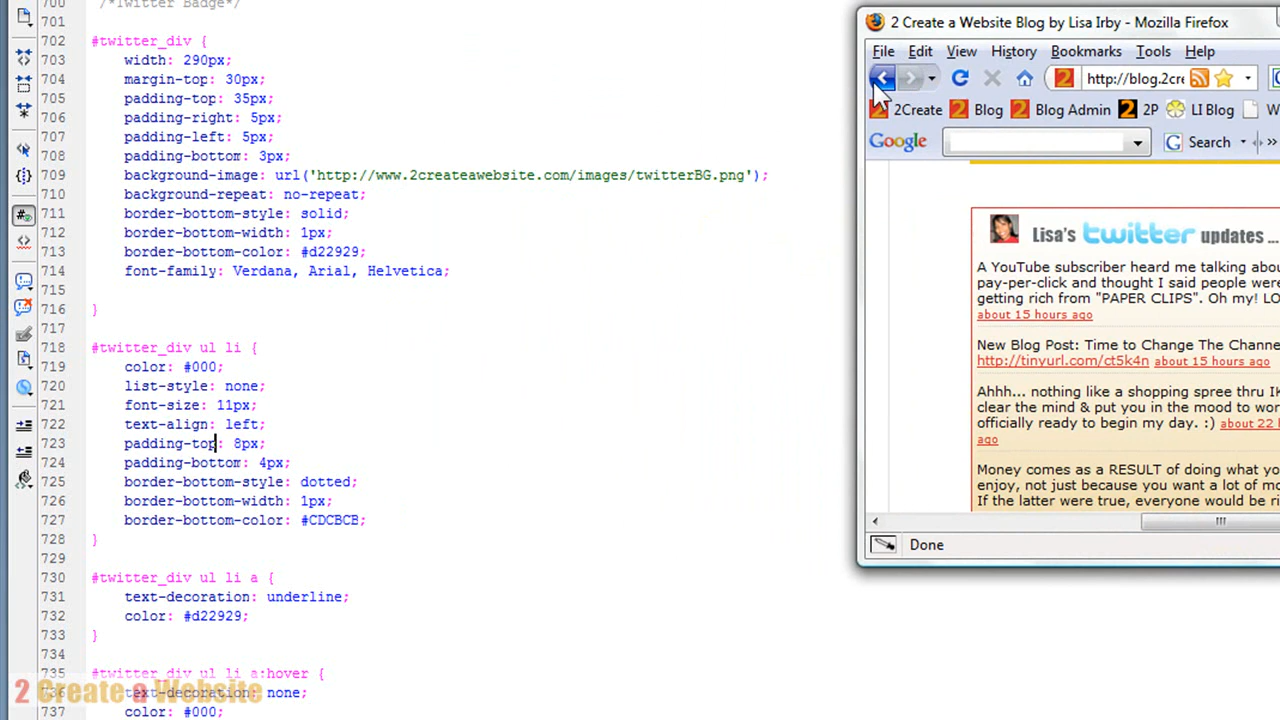 700 /*Twitter Badge*/
701
702 #twitter_div {
703 width: 290px;
704 margin-top: 30px;
705 padding-top: 35px;
706 padding-right: 5px;
707 padding-left: 5px;
708 padding-bottom: 3px;
709 background-image: url('http://www.2createawebsite.com/images/twitterBG.png');
710 background-repeat: no-repeat;
711 border-bottom-style: solid;
712 border-bottom-width: 1px;
713 border-bottom-color: #d22929;
714 font-family: Verdana, Arial, Helvetica;
715
716 }
717
718 #twitter_div ul li {
719 color: #000;
720 list-style: none;
721 font-size: 11px;
722 text-align: left;
723 padding-top: 8px;
724 padding-bottom: 4px;
725 border-bottom-style: dotted;
726 border-bottom-width: 1px;
727 border-bottom-color: #CDCBCB;
728 }
729
730 #twitter_div ul li a {
731 text-decoration: underline;
732 color: #d22929;
733 }
734
735 #twitter_div ul li a:hover {
736 text-decoration: none;
737 color: #000;
2 Create a Website
2 Create a Website Blog by Lisa Irby - Mozilla Firefox
File Edit View History Bookmarks Tools Help
http://blog.2cre
2Create Blog Blog Admin 2P LI Blog W
Google Search »
Lisa's twitter updates ...
A YouTube subscriber heard me talking abou
pay-per-click and thought I said people were
getting rich from "PAPER CLIPS". Oh my! LO
about 15 hours ago
New Blog Post: Time to Change The Channe
http://tinyurl.com/ct5k4n about 15 hours ago
Ahhh... nothing like a shopping spree thru IK
clear the mind & put you in the mood to wor
officially ready to begin my day. :) about 22
ago
Money comes as a RESULT of doing what yo
enjoy, not just because you want a lot of mo
If the latter were true, everyone would be ri
Done